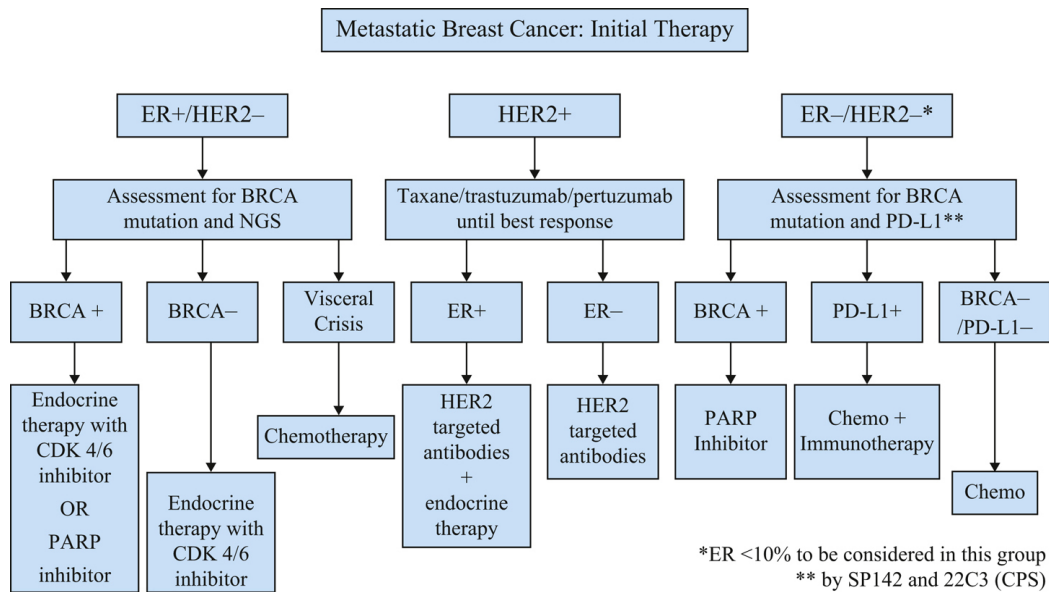 Metastatic Breast Cancer: Initial Therapy
ER+/HER2–
HER2+
ER–/HER2–*
Assessment for BRCA
mutation and NGS
Taxane/trastuzumab/pertuzumab
until best response
Assessment for BRCA
mutation and PD-L1**
BRCA +
BRCA–
Visceral
Crisis
ER+
ER–
BRCA +
PD-L1+
BRCA–
/PD-L1–
Endocrine
therapy with
CDK 4/6
inhibitor
OR
PARP
inhibitor
Endocrine
therapy with
CDK 4/6
inhibitor
Chemotherapy
HER2
targeted
antibodies
+
endocrine
therapy
HER2
targeted
antibodies
PARP
Inhibitor
Chemo +
Immunotherapy
Chemo
*ER <10% to be considered in this group
** by SP142 and 22C3 (CPS)